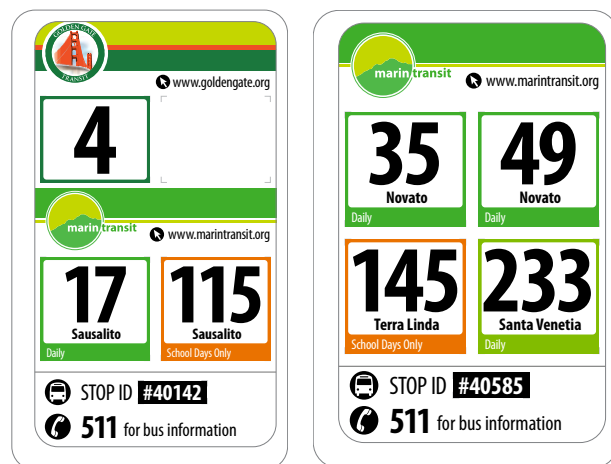 GOLDEN GATE
TRANSIT
www.goldengate.org
4
marin transit
www.marintransit.org
17
Sausalito
Daily
115
Sausalito
School Days Only
STOP ID #40142
511 for bus information
marin transit
www.marintransit.org
35
Novato
Daily
49
Novato
Daily
145
Terra Linda
School Days Only
233
Santa Venetia
Daily
STOP ID #40585
511 for bus information